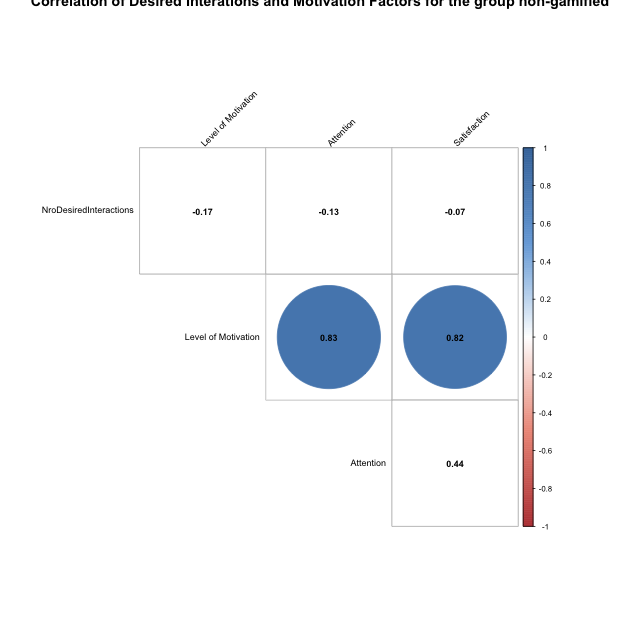 Correlation of Desired Interations and Motivation Factors for the group non-gamified
Level of Motivation
Attention
Satisfaction
1
NroDesiredInteractions
-0.17
-0.13
-0.07
0.8
0.6
0.4
0.2
Level of Motivation
0.83
0.82
0
-0.2
-0.4
-0.6
Attention
0.44
-0.8
-1